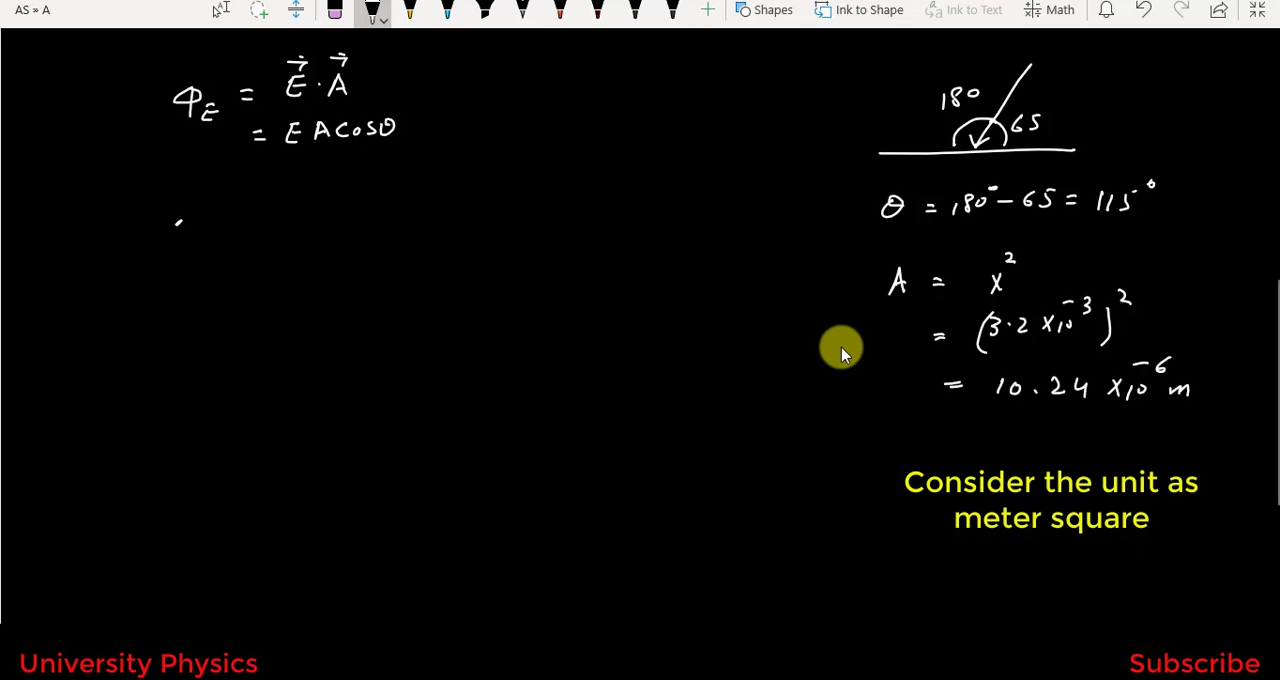 AS » A
Shapes Ink to Shape Ink to Text Math
Φ_E = E⃗ · A⃗
= E A cos θ
180
65
θ = 180° - 65 = 115°
A = x²
= (3.2 × 10⁻³)²
= 10.24 × 10⁻⁶ m
Consider the unit as
meter square
University Physics
Subscribe